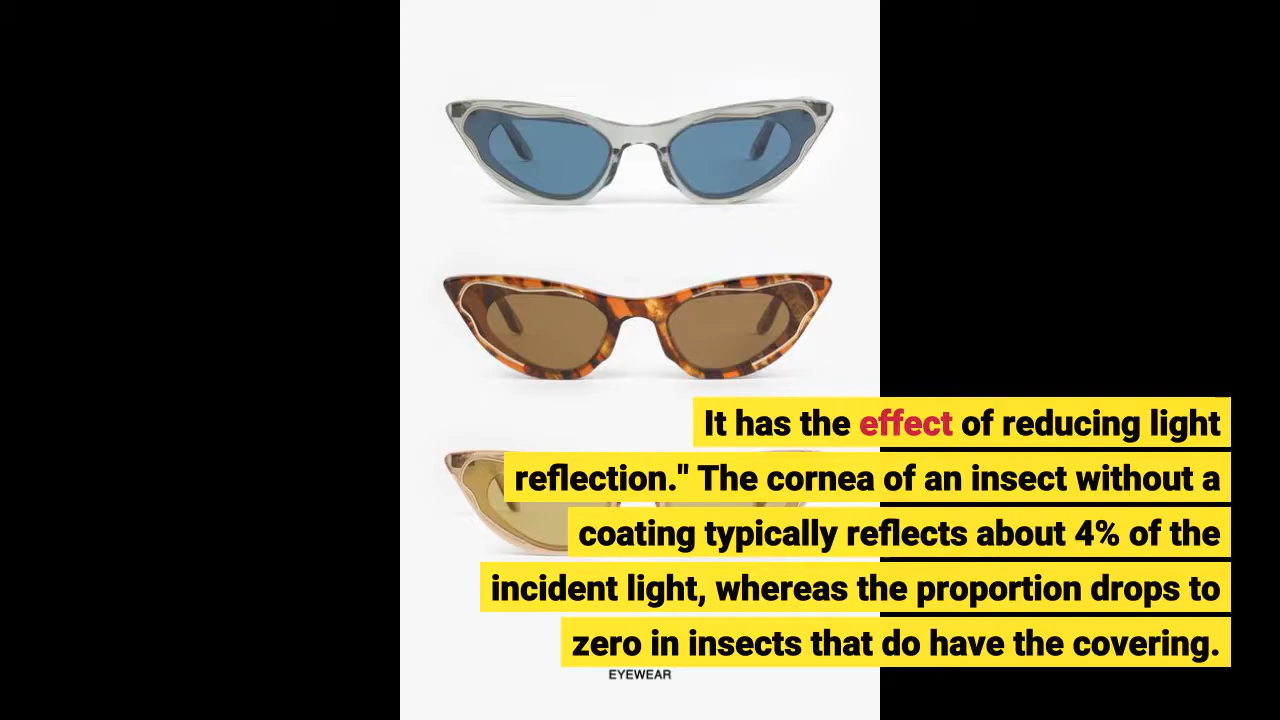 It has the effect of reducing light
reflection." The cornea of an insect without a
coating typically reflects about 4% of the
incident light, whereas the proportion drops to
zero in insects that do have the covering.
EYEWEAR